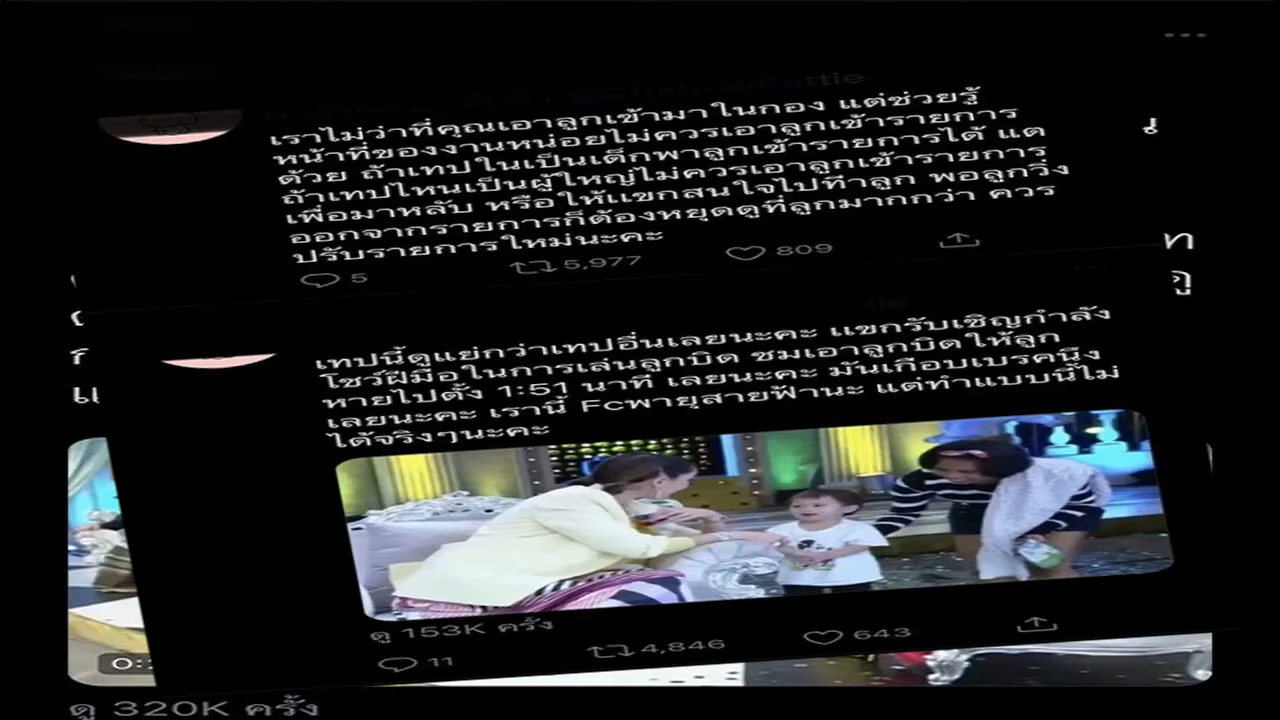 เราไม่ว่าที่คุณเอาลูกเข้ามาในกอง แต่ช่วยรู้
หน้าที่ของงานหน่อยไม่ควรเอาลูกเข้ารายการ
ด้วย ถ้าเทปในเป็นเด็กพาลูกเข้ารายการได้ แต
ถ้าเทปไหนเป็นผู้ใหญ่ไม่ควรเอาลูกเข้ารายการ
เพื่อมาหลับ หรือให้แขกสนใจไปที่าลูก พอลูกวิ่ง
ออกจากรายการก็ต้องหยุดดูที่ลูกมากกว่า ควร
ปรับรายการใหม่นะคะ
5 5,977 809
เทปนี้ดูแย่กว่าเทปอื่นเลยนะคะ แขกรับเชิญกำลัง
โชว์ฝีมือในการเล่นลูกบิด ชมเอาลูกบิดให้ลูก
หายไปตั้ง 1:51 นาที เลยนะคะ มันเกือบเบรคนึง
เลยนะคะ เรานี้ Fcพายุสายฟ้านะ แต่ทำแบบนี้ไม่
ได้จริงๆนะคะ
ดู 153K ครั้ง
11 4,846 643
ดู 320K ครั้ง